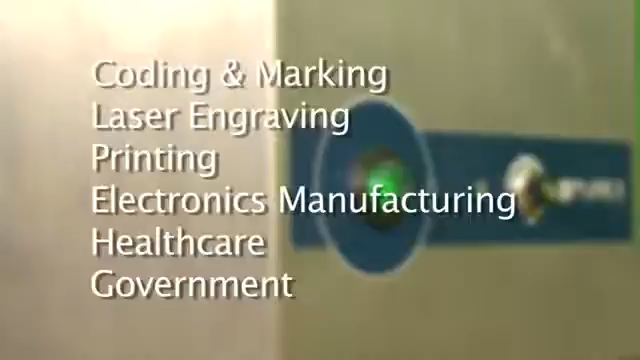 Coding & Marking
Laser Engraving
Printing
Electronics Manufacturing
Healthcare
Government